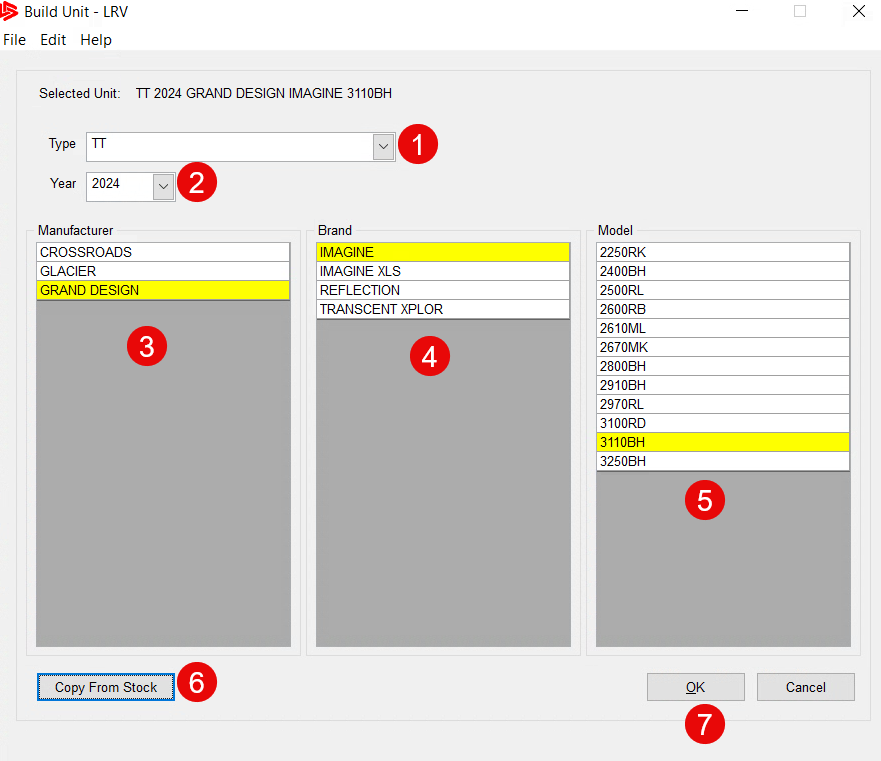 Build Unit - LRV
File Edit Help
Selected Unit: TT 2024 GRAND DESIGN IMAGINE 3110BH
Type TT 1
Year 2024 2
Manufacturer
CROSSROADS
GLACIER
GRAND DESIGN
3
Brand
IMAGINE
IMAGINE XLS
REFLECTION
TRANSCENT XPLOR
4
Model
2250RK
2400BH
2500RL
2600RB
2610ML
2670MK
2800BH
2910BH
2970RL
3100RD
3110BH
3250BH
5
Copy From Stock 6
OK Cancel
7